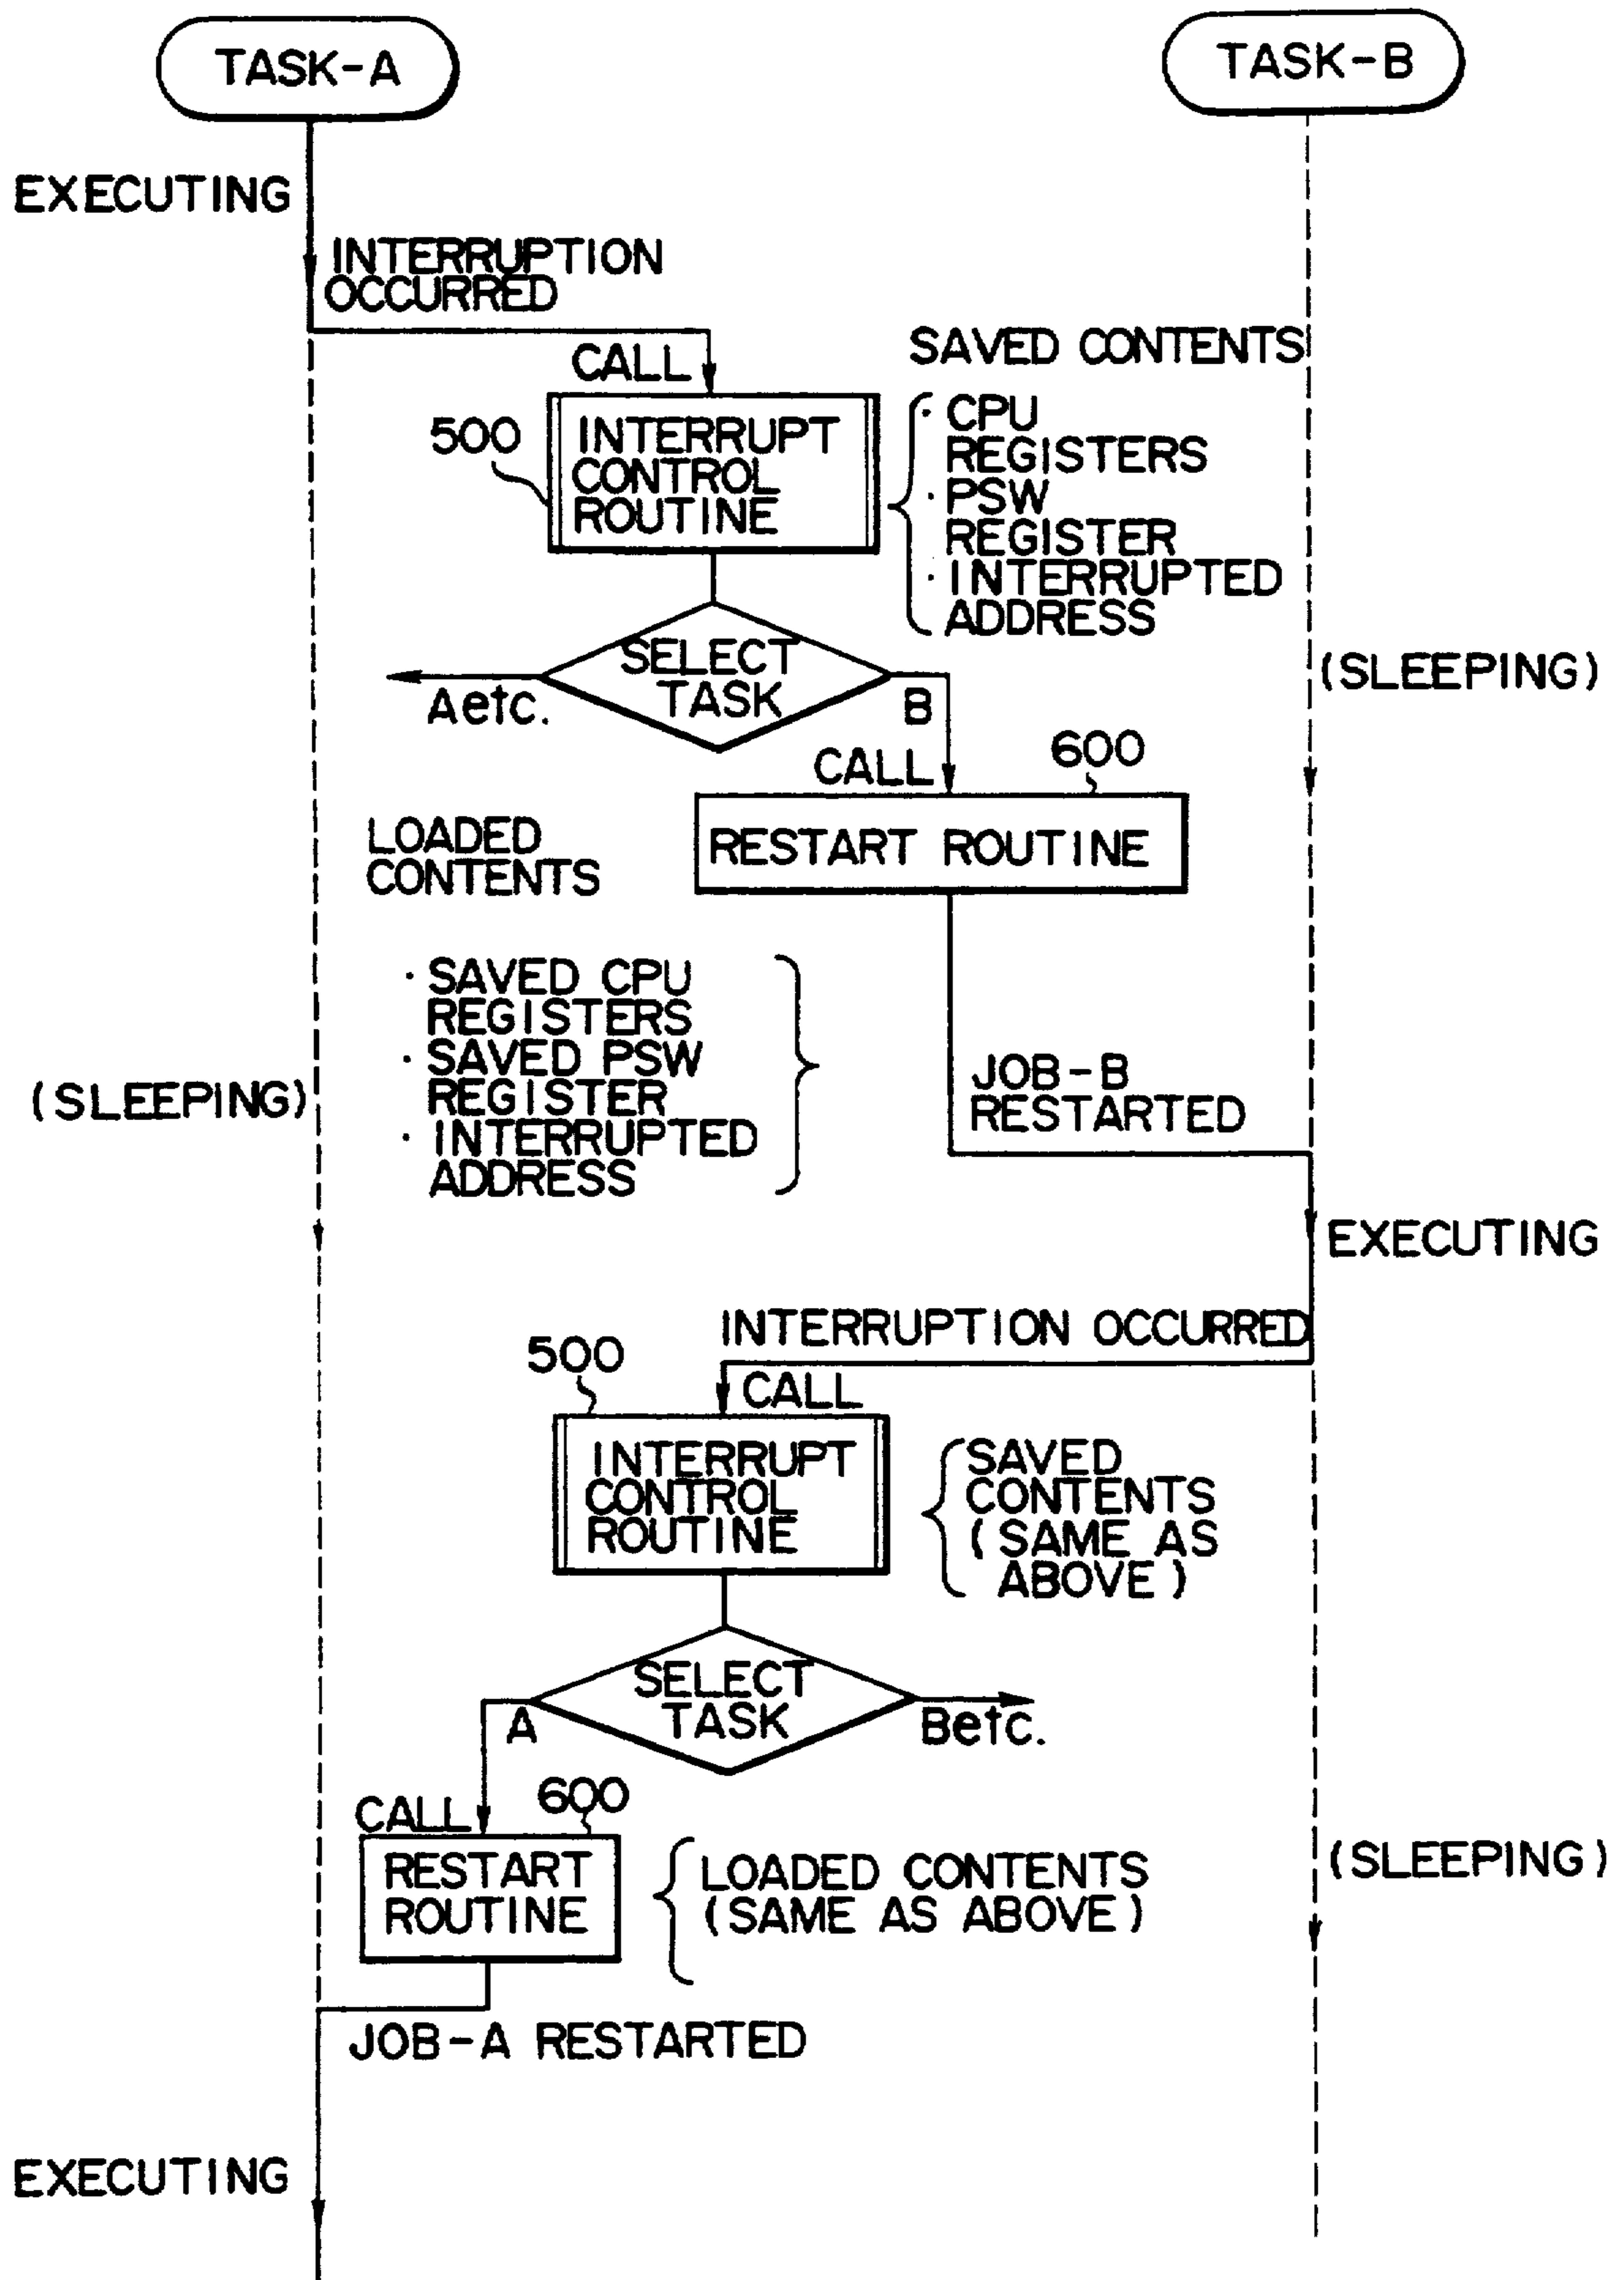 TASK-A
TASK-B
EXECUTING
INTERRUPTION
OCCURRED
CALL
SAVED CONTENTS
500
INTERRUPT
CONTROL
ROUTINE
· CPU
REGISTERS
· PSW
REGISTER
· INTERRUPTED
ADDRESS
SELECT
TASK
Aetc.
B
(SLEEPING)
CALL
600
RESTART ROUTINE
LOADED
CONTENTS
· SAVED CPU
REGISTERS
· SAVED PSW
REGISTER
· INTERRUPTED
ADDRESS
(SLEEPING)
JOB-B
RESTARTED
EXECUTING
INTERRUPTION OCCURRED
500
CALL
INTERRUPT
CONTROL
ROUTINE
SAVED
CONTENTS
(SAME AS
ABOVE)
SELECT
TASK
A
Betc.
CALL
600
RESTART
ROUTINE
LOADED CONTENTS
(SAME AS ABOVE)
(SLEEPING)
JOB-A RESTARTED
EXECUTING